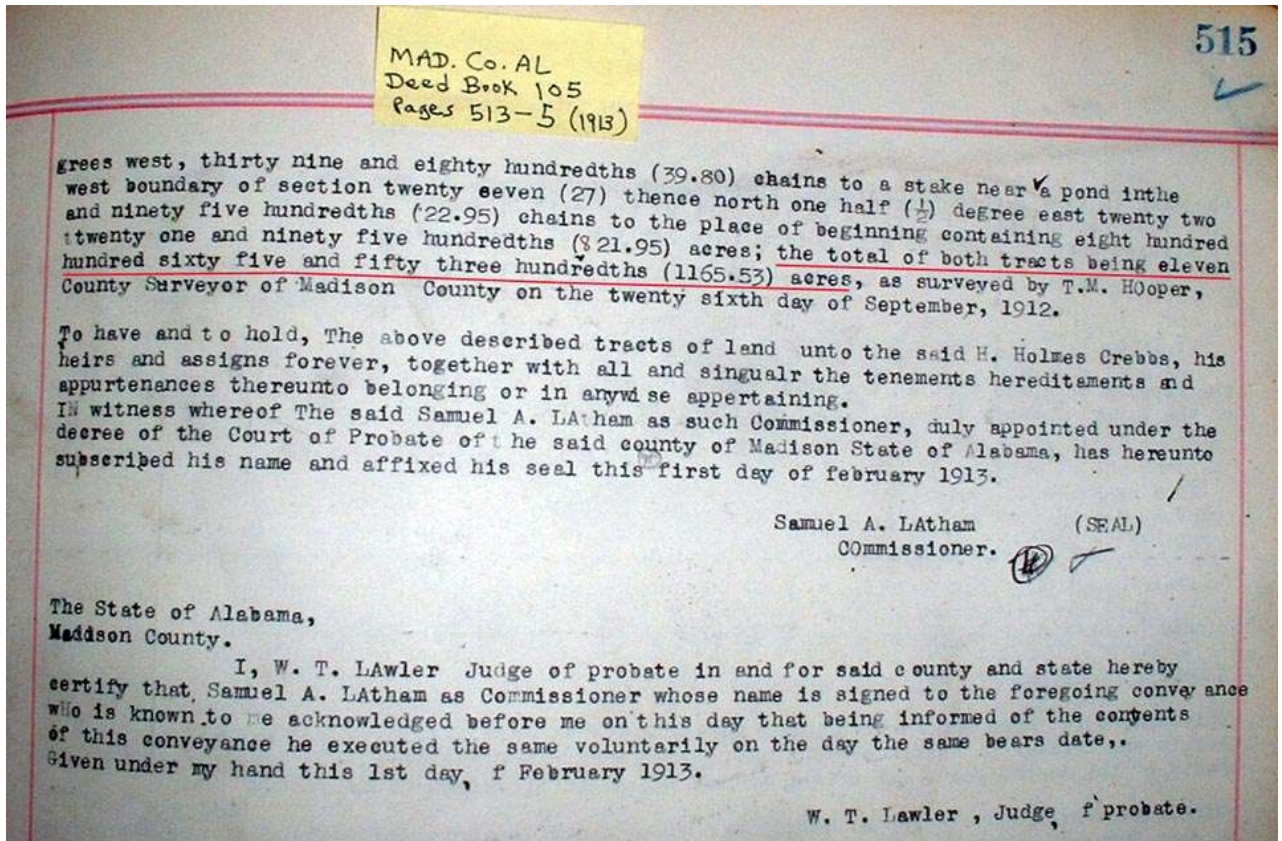 515
MAD. Co. AL
Deed Book 105
Pages 513-5 (1913)
grees west, thirty nine and eighty hundredths (39.80) chains to a stake near a pond inthe
west boundary of section twenty seven (27) thence north one half (½) degree east twenty two
and ninety five hundredths (22.95) chains to the place of beginning containing eight hundred
twenty one and ninety five hundredths (821.95) acres; the total of both tracts being eleven
hundred sixty five and fifty three hundredths (1165.53) acres, as surveyed by T.M. HOoper,
County Surveyor of Madison County on the twenty sixth day of September, 1912.
To have and to hold, The above described tracts of land unto the said H. Holmes Crebbs, his
heirs and assigns forever, together with all and singualr the tenements hereditaments and
appurtenances thereunto belonging or in anywise appertaining.
IN witness whereof The said Samuel A. LAtham as such Commissioner, duly appointed under the
decree of the Court of Probate of the said county of Madison State of Alabama, has hereunto
subscribed his name and affixed his seal this first day of february 1913.
Samuel A. LAtham (SEAL)
COmmissioner.
The State of Alabama,
Maddson County.
I, W. T. LAwler Judge of probate in and for said county and state hereby
certify that Samuel A. LAtham as Commissioner whose name is signed to the foregoing conveyance
who is known to me acknowledged before me on this day that being informed of the contents
of this conveyance he executed the same voluntarily on the day the same bears date,.
Given under my hand this 1st day f February 1913.
W. T. Lawler , Judge f probate.